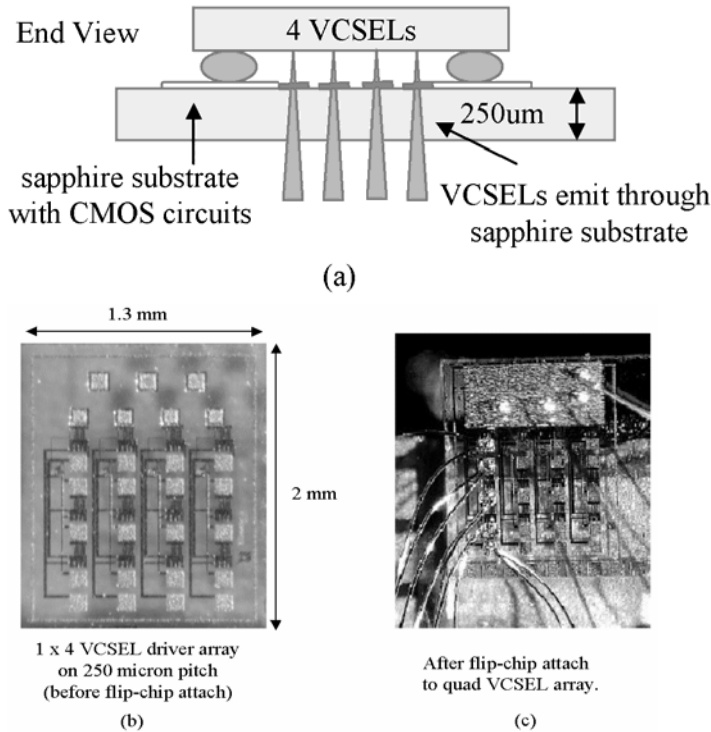 End View
4 VCSELs
250um
sapphire substrate
with CMOS circuits
VCSELs emit through
sapphire substrate
(a)
1.3 mm
2 mm
1 x 4 VCSEL driver array
on 250 micron pitch
(before flip-chip attach)
(b)
After flip-chip attach
to quad VCSEL array.
(c)